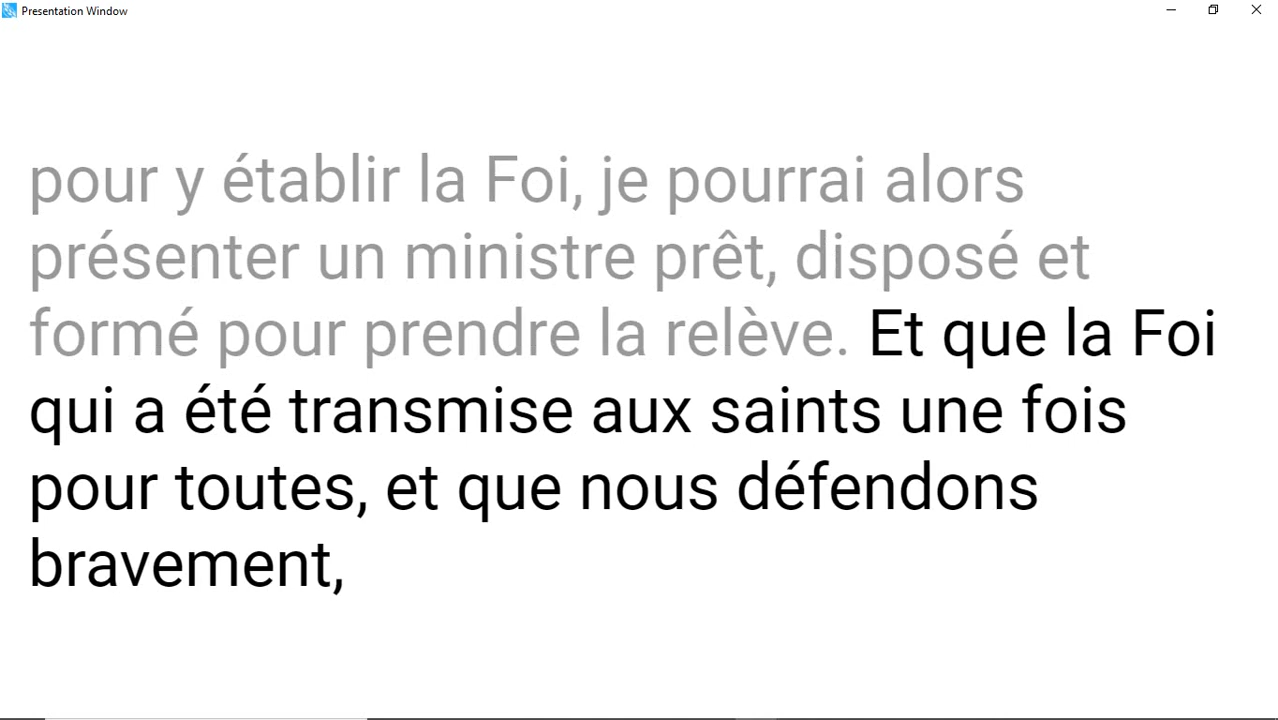 Presentation Window
pour y établir la Foi, je pourrai alors
présenter un ministre prêt, disposé et
formé pour prendre la relève. Et que la Foi
qui a été transmise aux saints une fois
pour toutes, et que nous défendons
bravement,